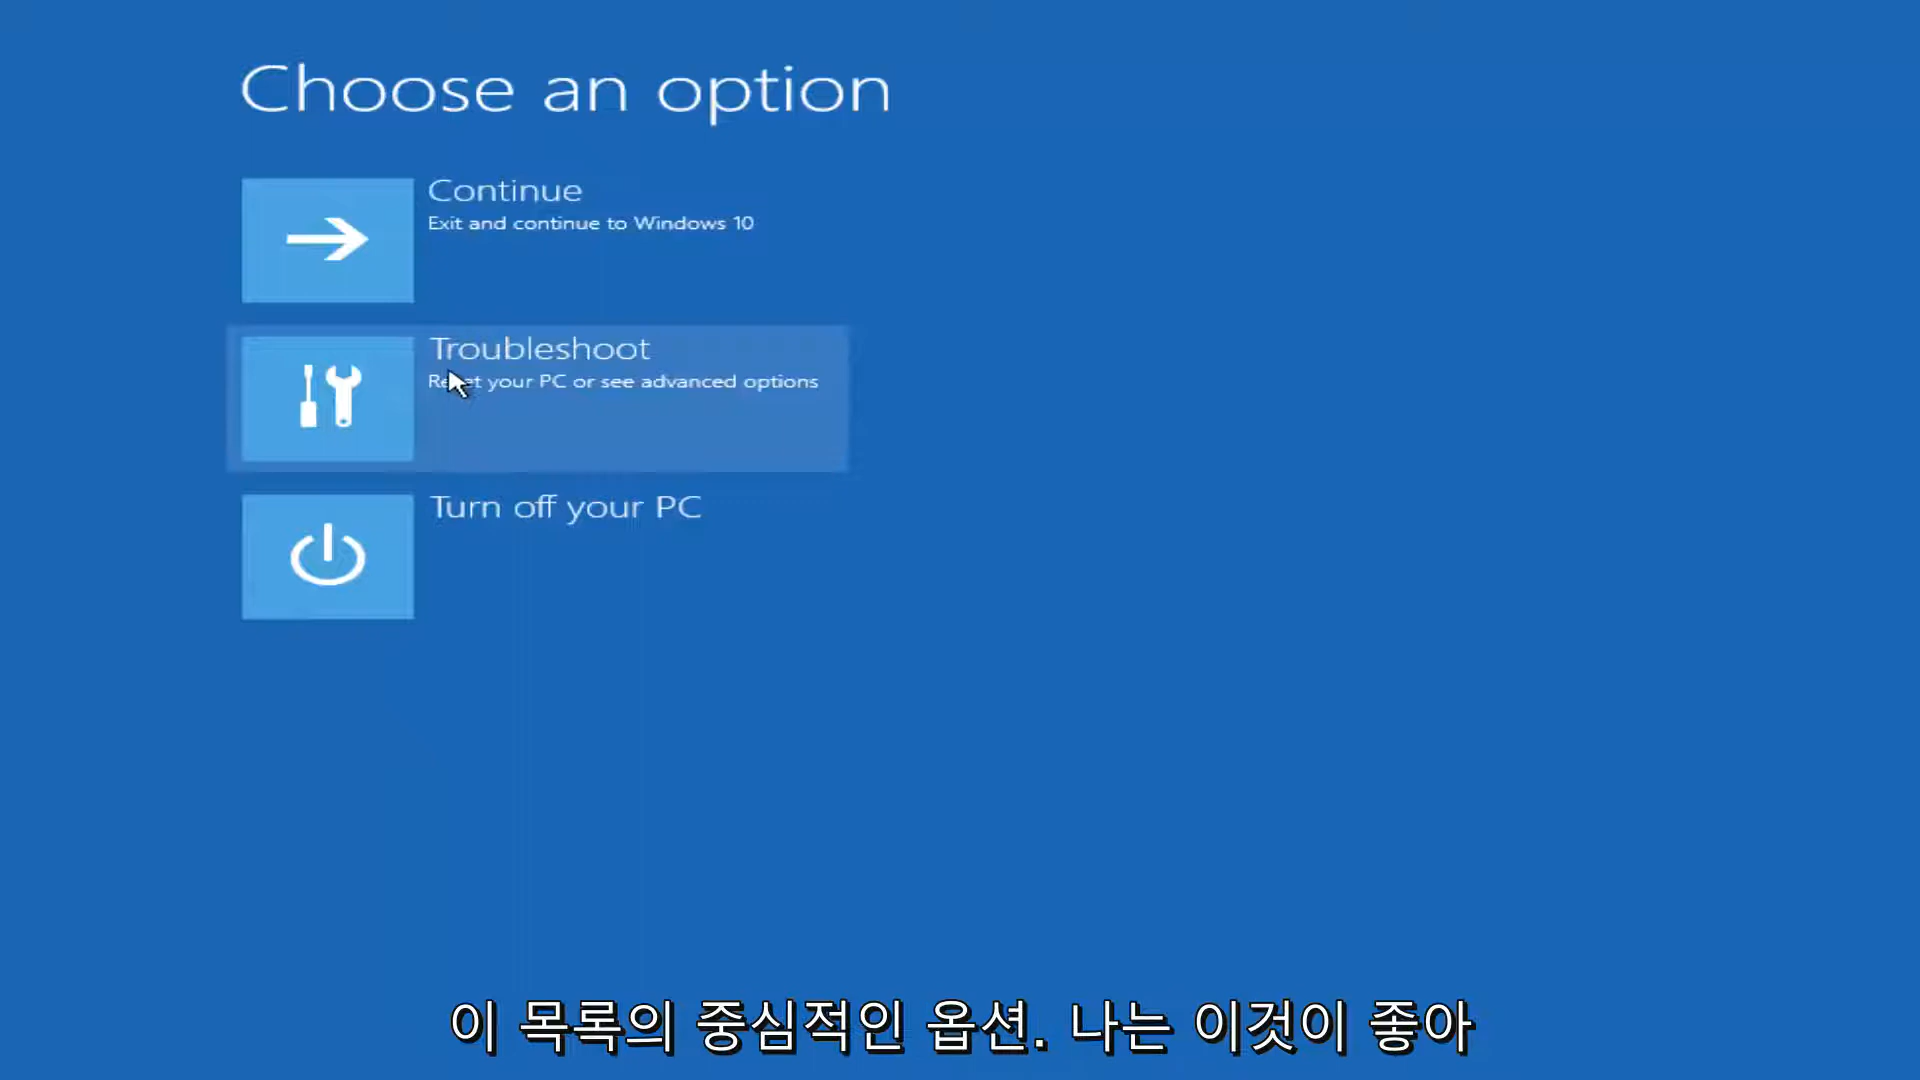 Choose an option
Continue
Exit and continue to Windows 10
Troubleshoot
Reset your PC or see advanced options
Turn off your PC
이 목록의 중심적인 옵션. 나는 이것이 좋아